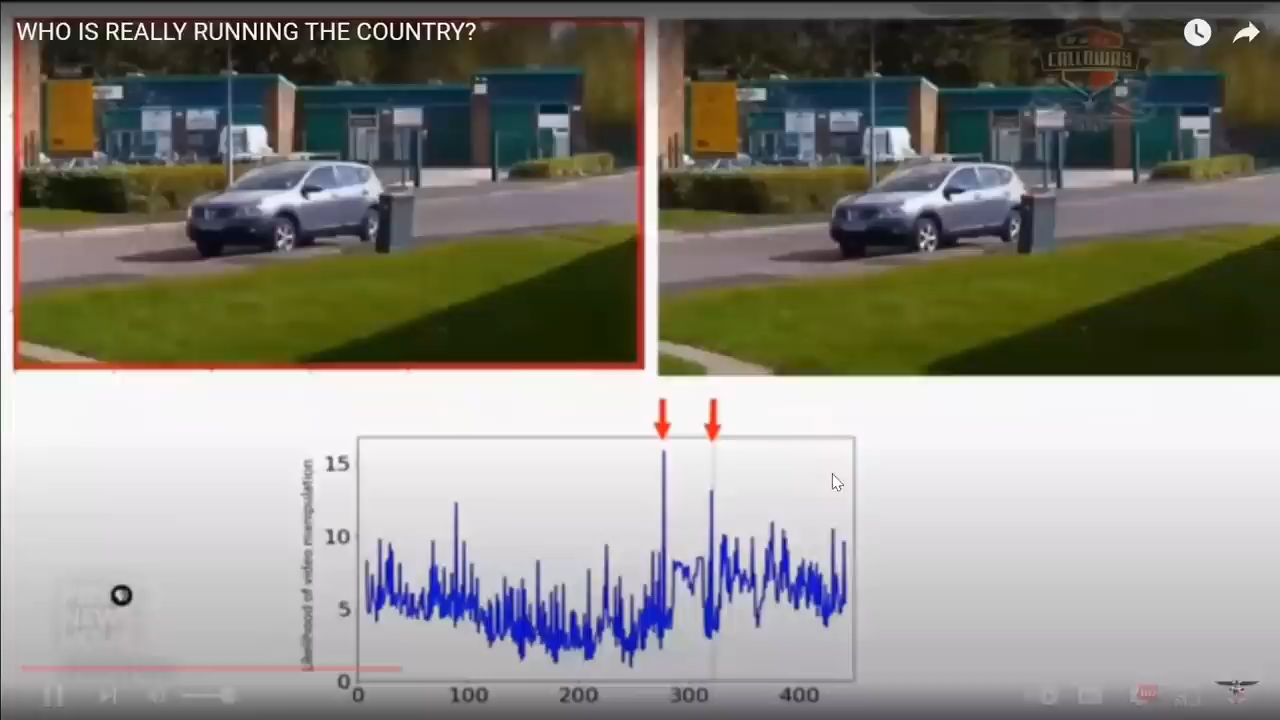 WHO IS REALLY RUNNING THE COUNTRY?
CALLAWAY
Likelihood of video manipulation
15
10
5
0
0 100 200 300 400